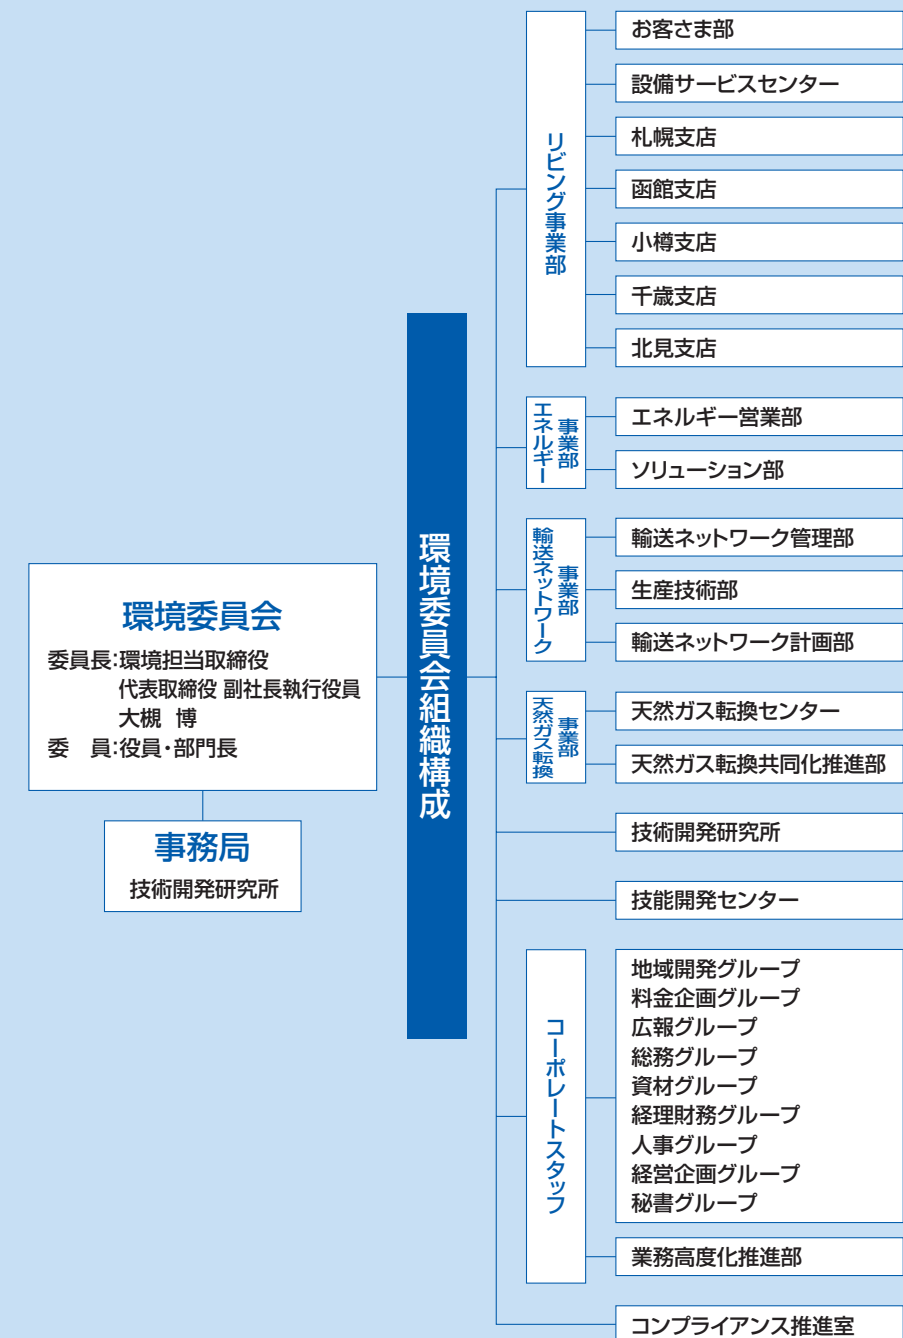 環境委員会
委員長:環境担当取締役
代表取締役 副社長執行役員
大槻 博
委 員:役員・部門長
事務局
技術開発研究所
環境委員会組織構成
リビング事業部
お客さま部
設備サービスセンター
札幌支店
函館支店
小樽支店
千歳支店
北見支店
エネルギー
事業部
エネルギー営業部
ソリューション部
輸送ネットワーク
事業部
輸送ネットワーク管理部
生産技術部
輸送ネットワーク計画部
天然ガス転換
事業部
天然ガス転換センター
天然ガス転換共同化推進部
技術開発研究所
技能開発センター
コーポレートスタッフ
地域開発グループ
料金企画グループ
広報グループ
総務グループ
資材グループ
経理財務グループ
人事グループ
経営企画グループ
秘書グループ
業務高度化推進部
コンプライアンス推進室